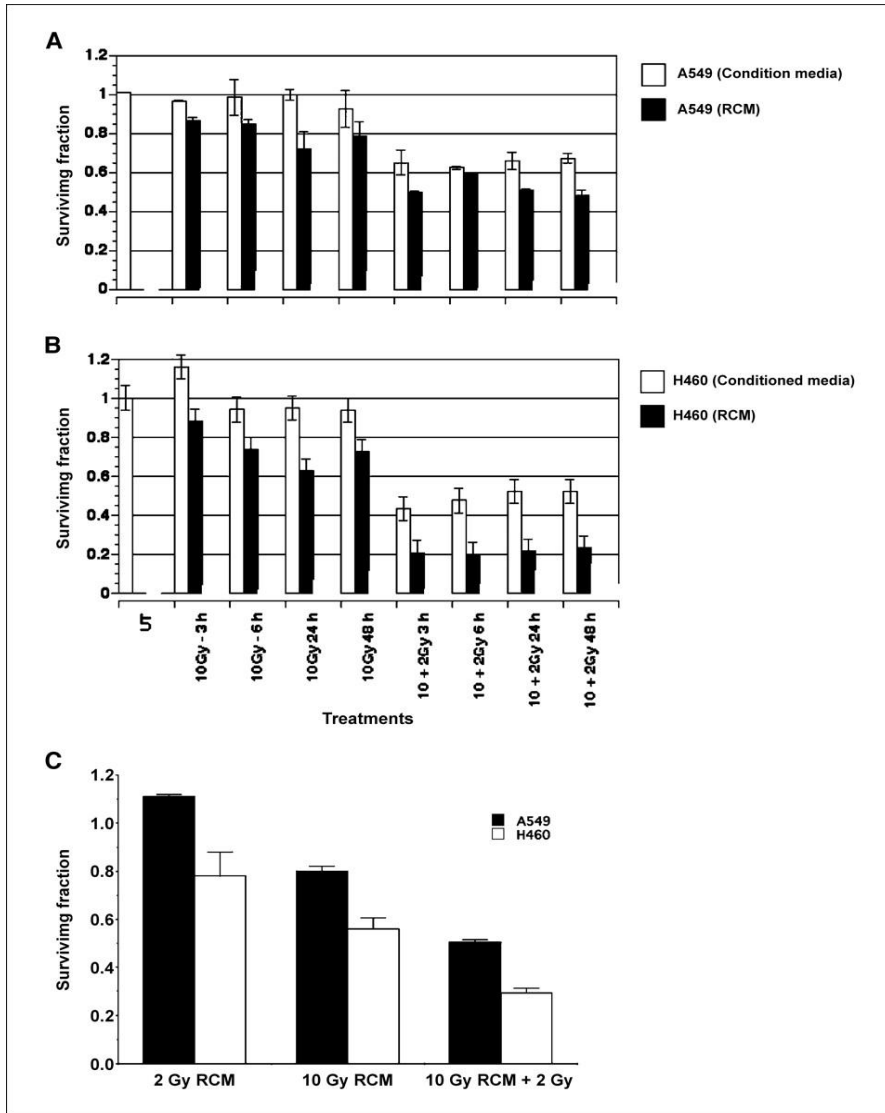 A
1.2
1
0.8
0.6
0.4
0.2
0
Survivimg fraction
A549 (Condition media)
A549 (RCM)
B
1.2
1
0.8
0.6
0.4
0.2
0
Survivimg fraction
H460 (Conditioned media)
H460 (RCM)
UT
10Gy - 3 h
10Gy - 6 h
10Gy 24 h
10Gy 48 h
10 + 2Gy 3 h
10 + 2Gy 6 h
10 + 2Gy 24 h
10 + 2Gy 48 h
Treatments
C
1.2
1.0
0.8
0.6
0.4
0.2
0.0
Survivimg fraction
A549
H460
2 Gy RCM
10 Gy RCM
10 Gy RCM + 2 Gy